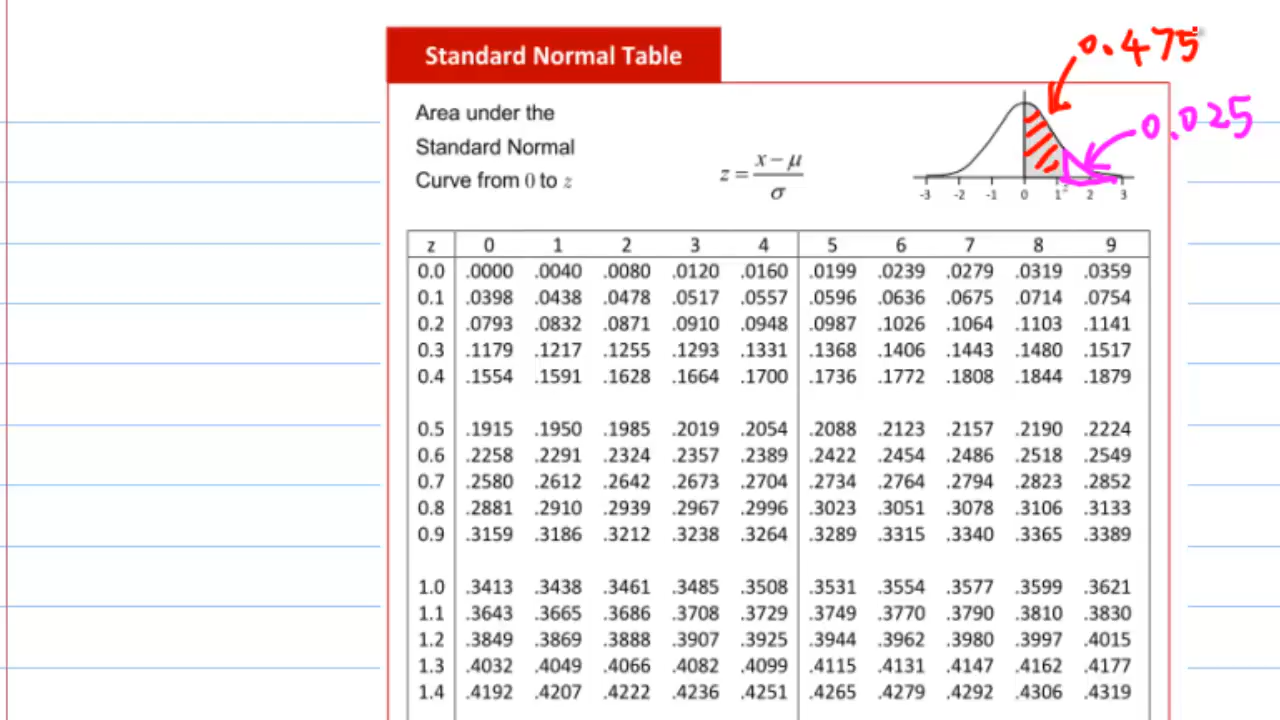 Standard Normal Table
0.475
Area under the
Standard Normal
Curve from 0 to z
z = x − μ / σ
0.025
-3 -2 -1 0 1 z 2 3
z 0 1 2 3 4 5 6 7 8 9
0.0 .0000 .0040 .0080 .0120 .0160 .0199 .0239 .0279 .0319 .0359
0.1 .0398 .0438 .0478 .0517 .0557 .0596 .0636 .0675 .0714 .0754
0.2 .0793 .0832 .0871 .0910 .0948 .0987 .1026 .1064 .1103 .1141
0.3 .1179 .1217 .1255 .1293 .1331 .1368 .1406 .1443 .1480 .1517
0.4 .1554 .1591 .1628 .1664 .1700 .1736 .1772 .1808 .1844 .1879
0.5 .1915 .1950 .1985 .2019 .2054 .2088 .2123 .2157 .2190 .2224
0.6 .2258 .2291 .2324 .2357 .2389 .2422 .2454 .2486 .2518 .2549
0.7 .2580 .2612 .2642 .2673 .2704 .2734 .2764 .2794 .2823 .2852
0.8 .2881 .2910 .2939 .2967 .2996 .3023 .3051 .3078 .3106 .3133
0.9 .3159 .3186 .3212 .3238 .3264 .3289 .3315 .3340 .3365 .3389
1.0 .3413 .3438 .3461 .3485 .3508 .3531 .3554 .3577 .3599 .3621
1.1 .3643 .3665 .3686 .3708 .3729 .3749 .3770 .3790 .3810 .3830
1.2 .3849 .3869 .3888 .3907 .3925 .3944 .3962 .3980 .3997 .4015
1.3 .4032 .4049 .4066 .4082 .4099 .4115 .4131 .4147 .4162 .4177
1.4 .4192 .4207 .4222 .4236 .4251 .4265 .4279 .4292 .4306 .4319